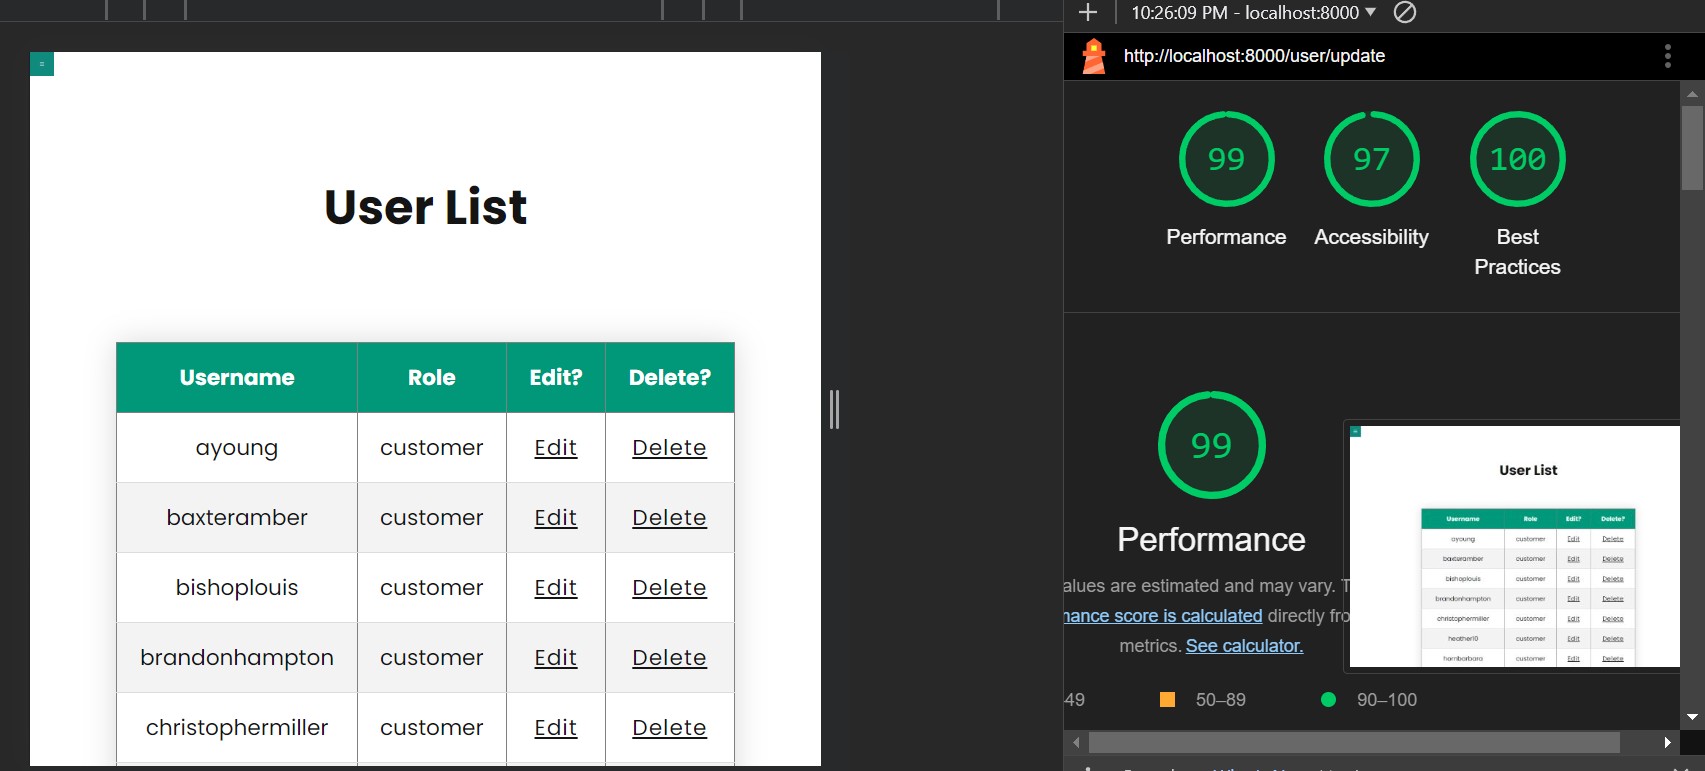 10:26:09 PM - localhost:8000
http://localhost:8000/user/update
User List
Username Role Edit? Delete?
ayoung customer Edit Delete
baxteramber customer Edit Delete
bishoplouis customer Edit Delete
brandonhampton customer Edit Delete
christophermiller customer Edit Delete
99 97 100
Performance Accessibility Best Practices
99
Performance
alues are estimated and may vary. T
nance score is calculated directly fro
metrics. See calculator.
49 50–89 90–100
User List
Username Role Edit? Delete?
ayoung customer Edit Delete
baxteramber customer Edit Delete
bishoplouis customer Edit Delete
brandonhampton customer Edit Delete
christophermiller customer Edit Delete
heather10 customer Edit Delete
horribarbara customer Edit Delete